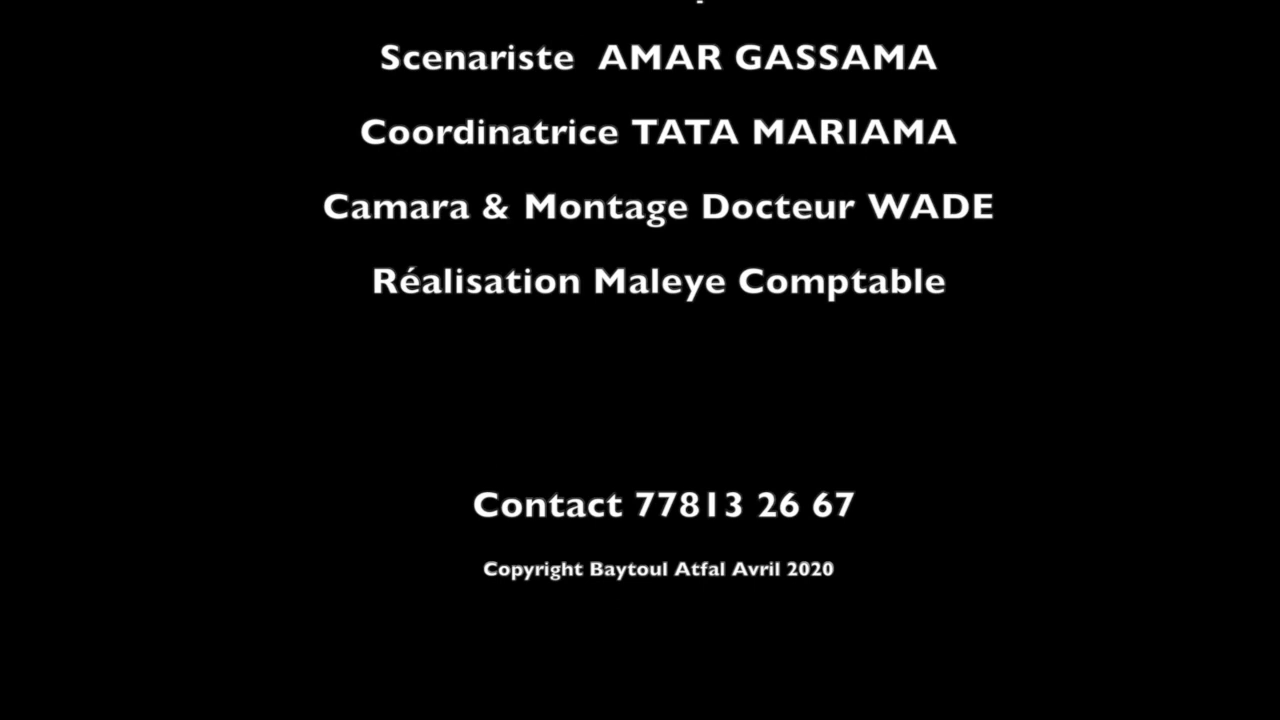 Scenariste AMAR GASSAMA
Coordinatrice TATA MARIAMA
Camara & Montage Docteur WADE
Réalisation Maleye Comptable
Contact 77813 26 67
Copyright Baytoul Atfal Avril 2020